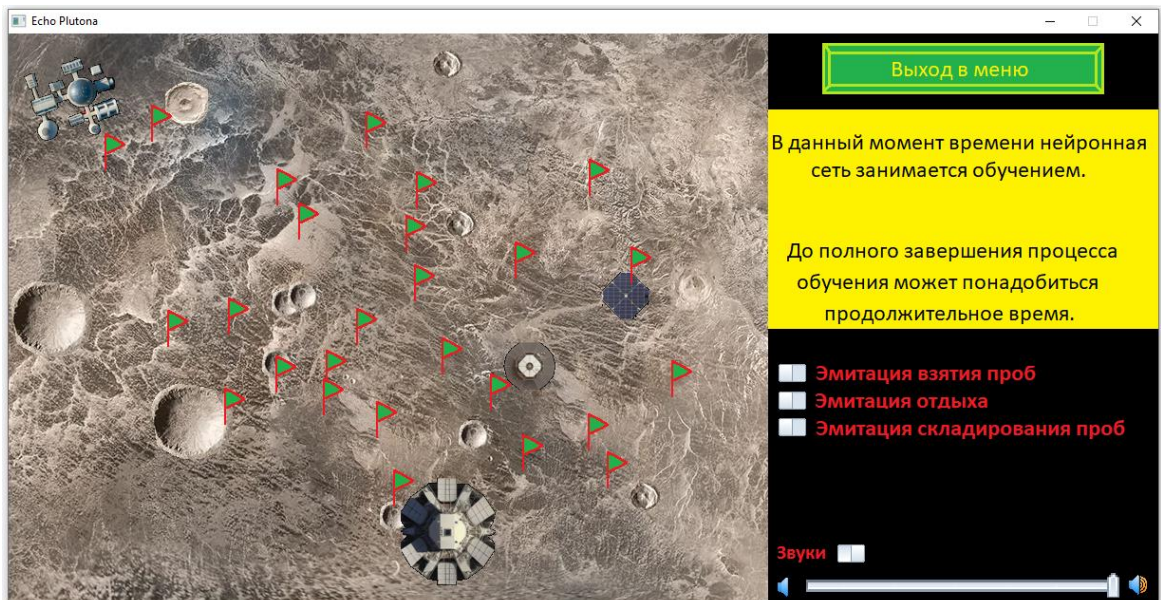 Echo Plutona
Выход в меню
В данный момент времени нейронная
сеть занимается обучением.
До полного завершения процесса
обучения может понадобиться
продолжительное время.
Эмитация взятия проб
Эмитация отдыха
Эмитация складирования проб
Звуки